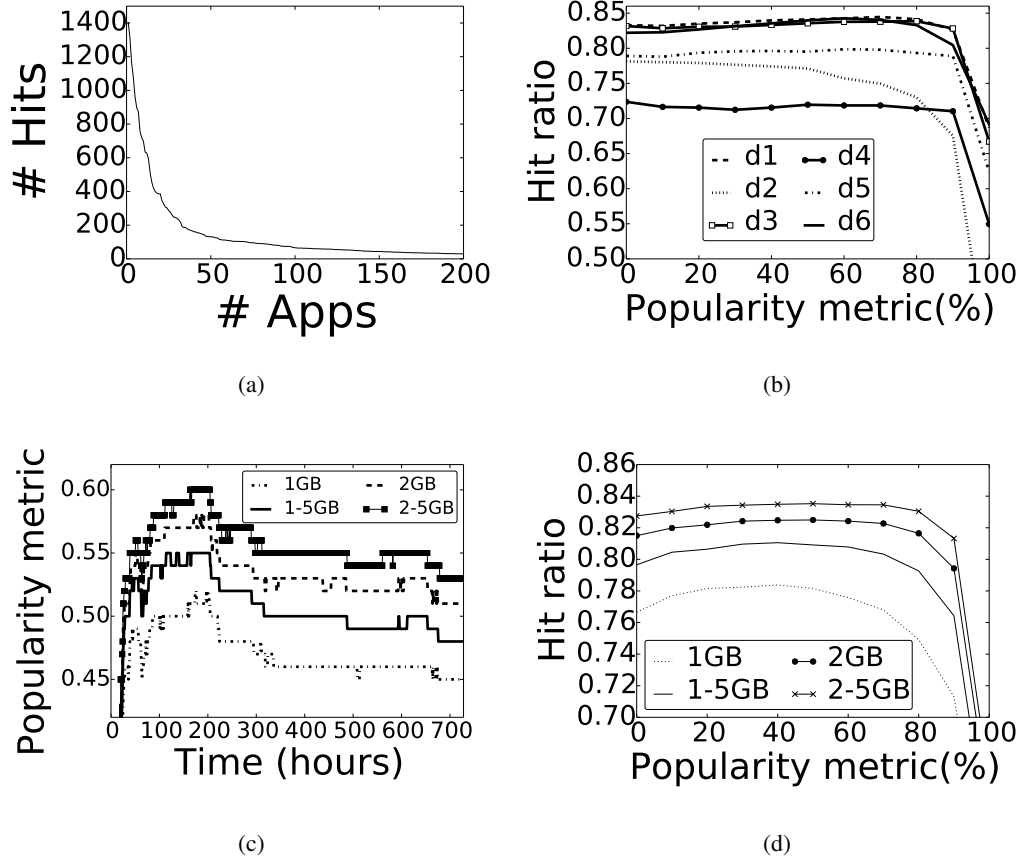 1400
1200
1000
800
600
400
200
0
# Hits
0 50 100 150 200
# Apps
(a)
0.85
0.80
0.75
0.70
0.65
0.60
0.55
0.50
Hit ratio
d1 d4
d2 d5
d3 d6
0 20 40 60 80 100
Popularity metric(%)
(b)
0.60
0.55
0.50
0.45
Popularity metric
1GB 2GB
1-5GB 2-5GB
0 100 200 300 400 500 600 700
Time (hours)
(c)
0.86
0.84
0.82
0.80
0.78
0.76
0.74
0.72
0.70
Hit ratio
1GB 2GB
1-5GB 2-5GB
0 20 40 60 80 100
Popularity metric(%)
(d)